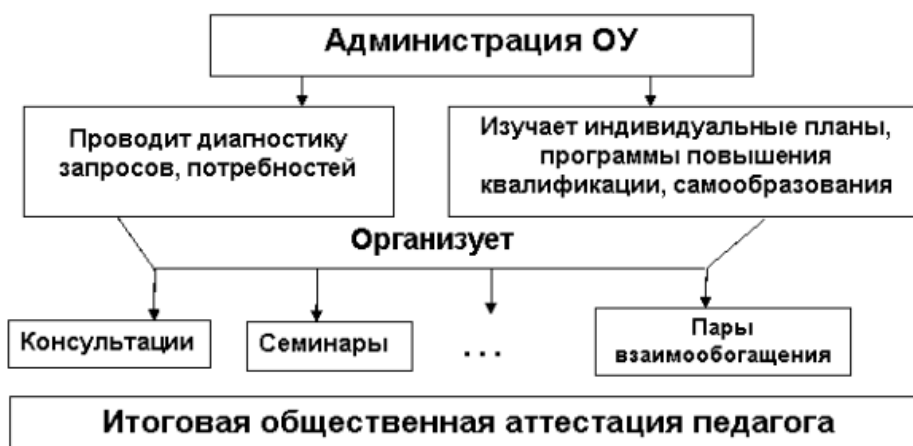 Администрация ОУ
Проводит диагностику
запросов, потребностей
Изучает индивидуальные планы,
программы повышения
квалификации, самообразования
Организует
Консультации
Семинары
...
Пары
взаимообогащения
Итоговая общественная аттестация педагога